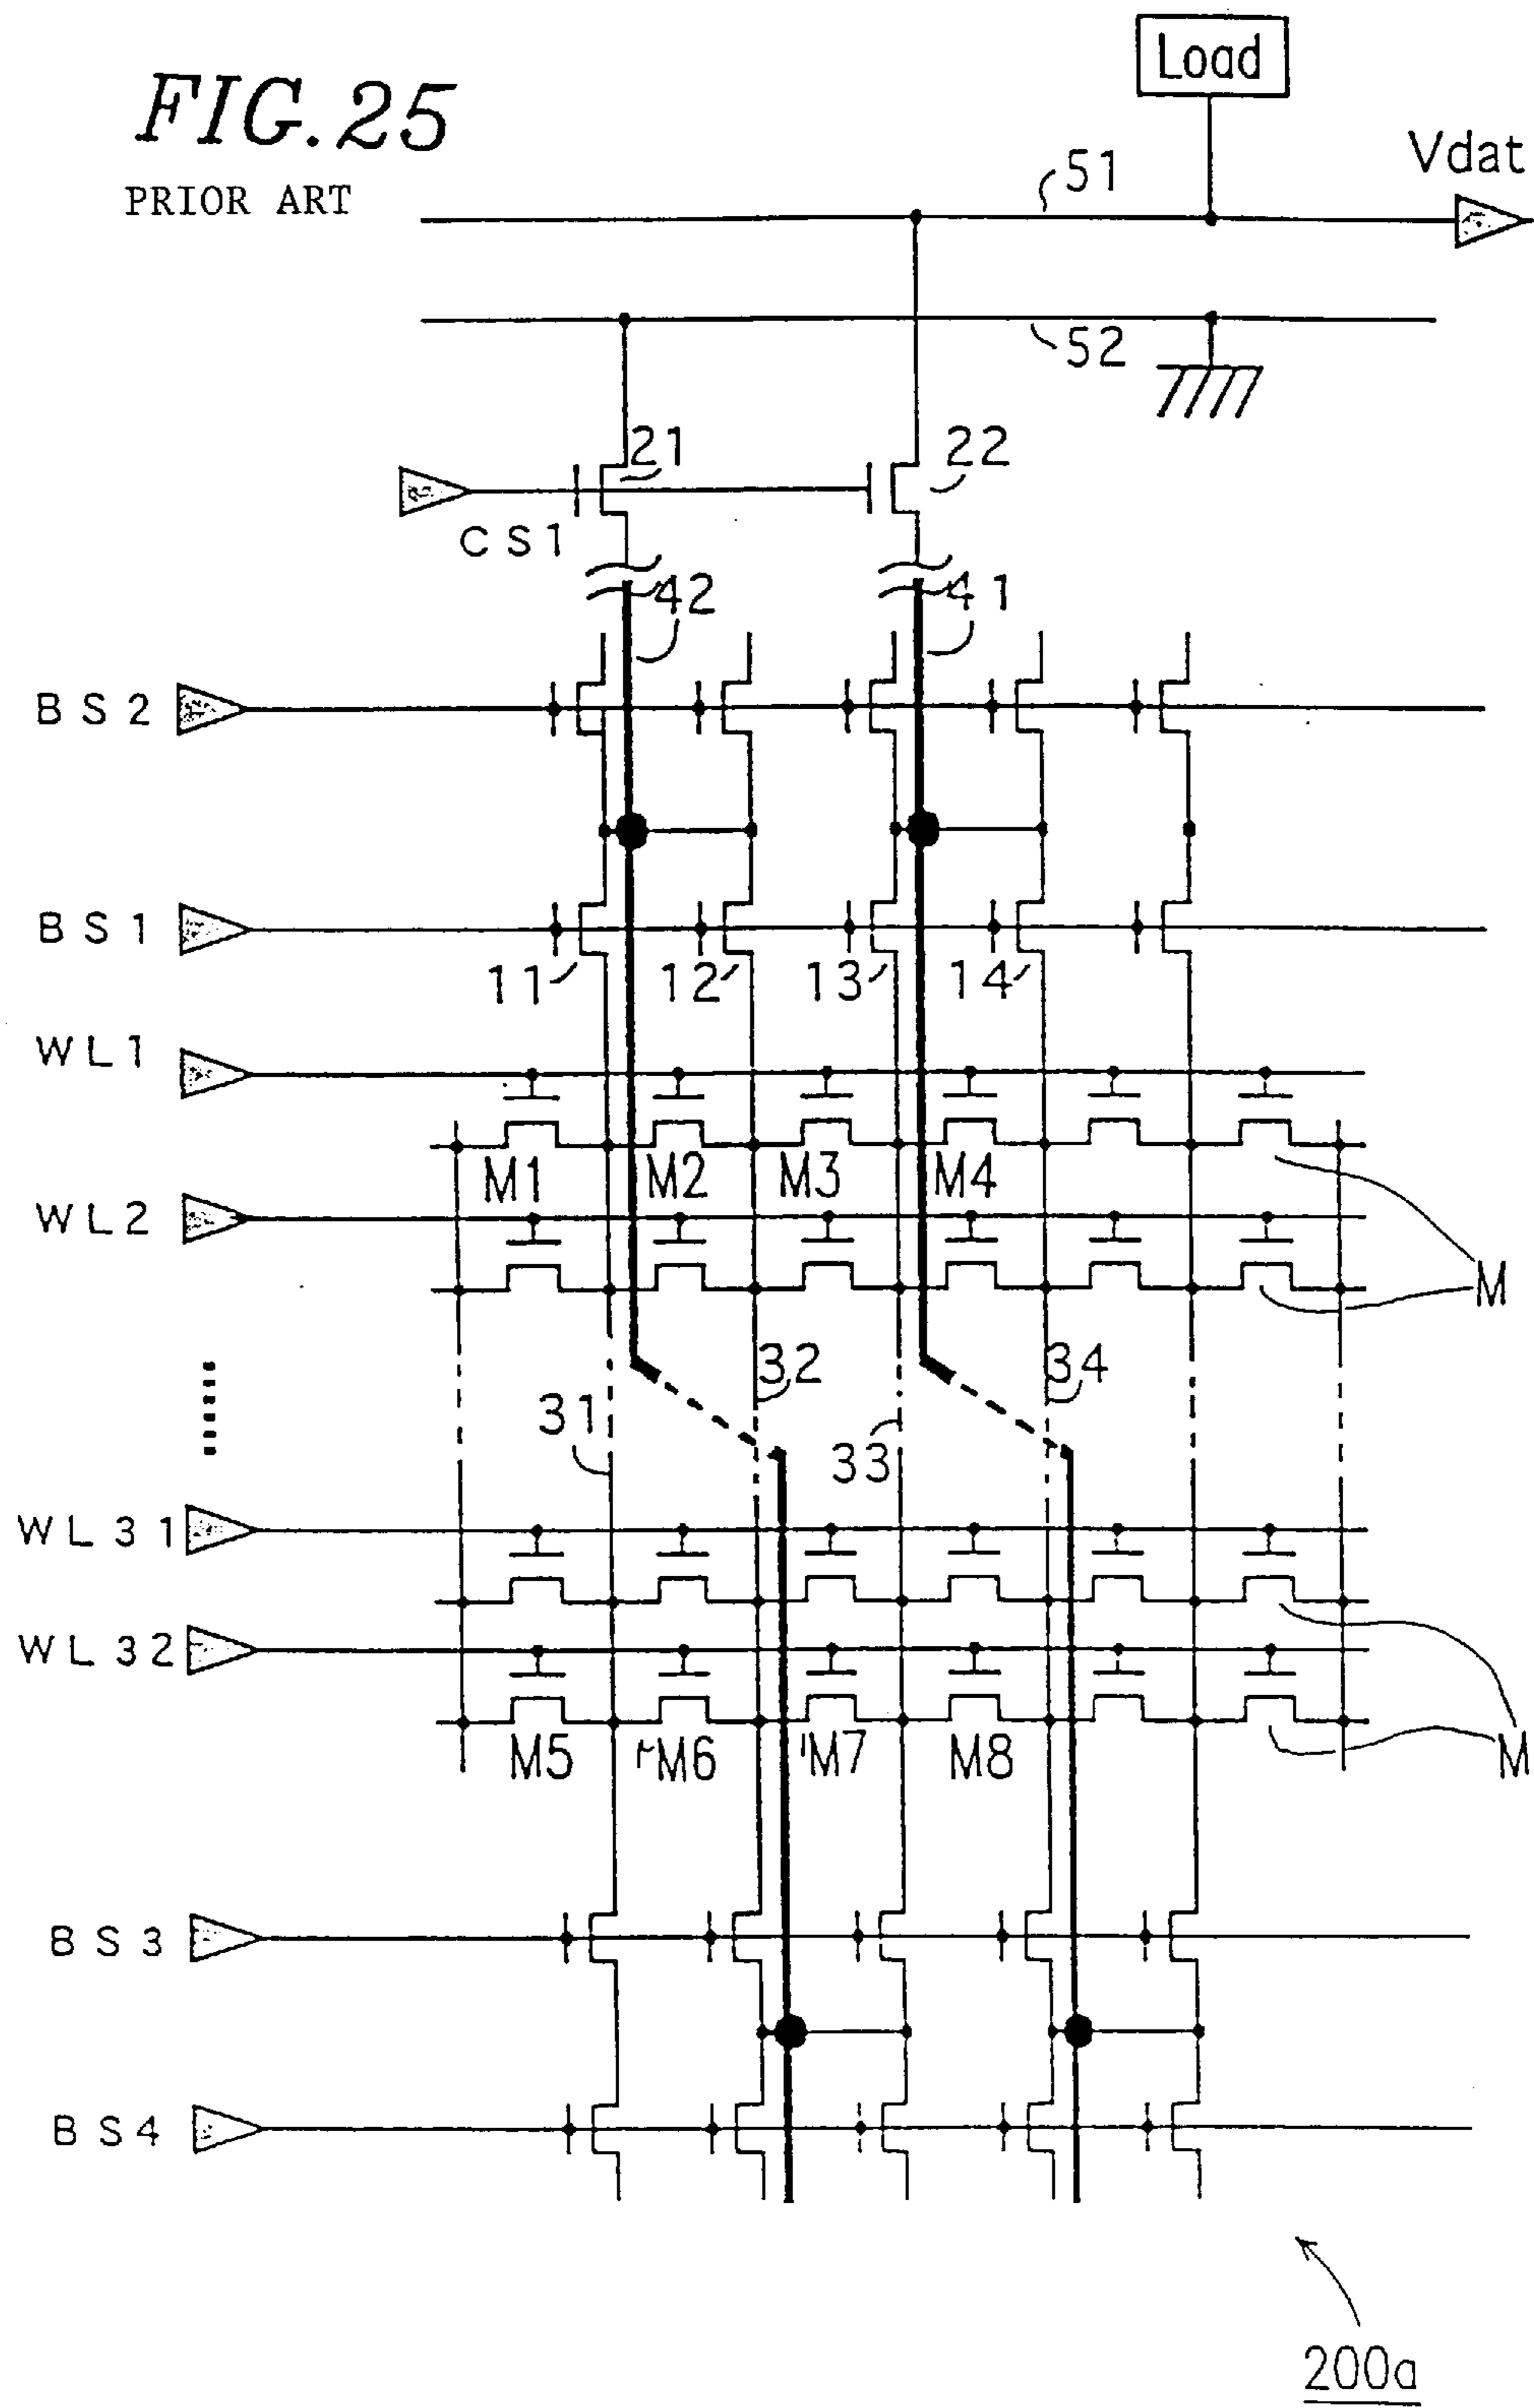 FIG. 25
PRIOR ART
Load
Vdat
51
52
21
22
CS1
42
41
BS2
BS1
11
12
13
14
WL1
M1
M2
M3
M4
WL2
M
32
34
31
33
WL31
WL32
M5
M6
M7
M8
M
BS3
BS4
200a